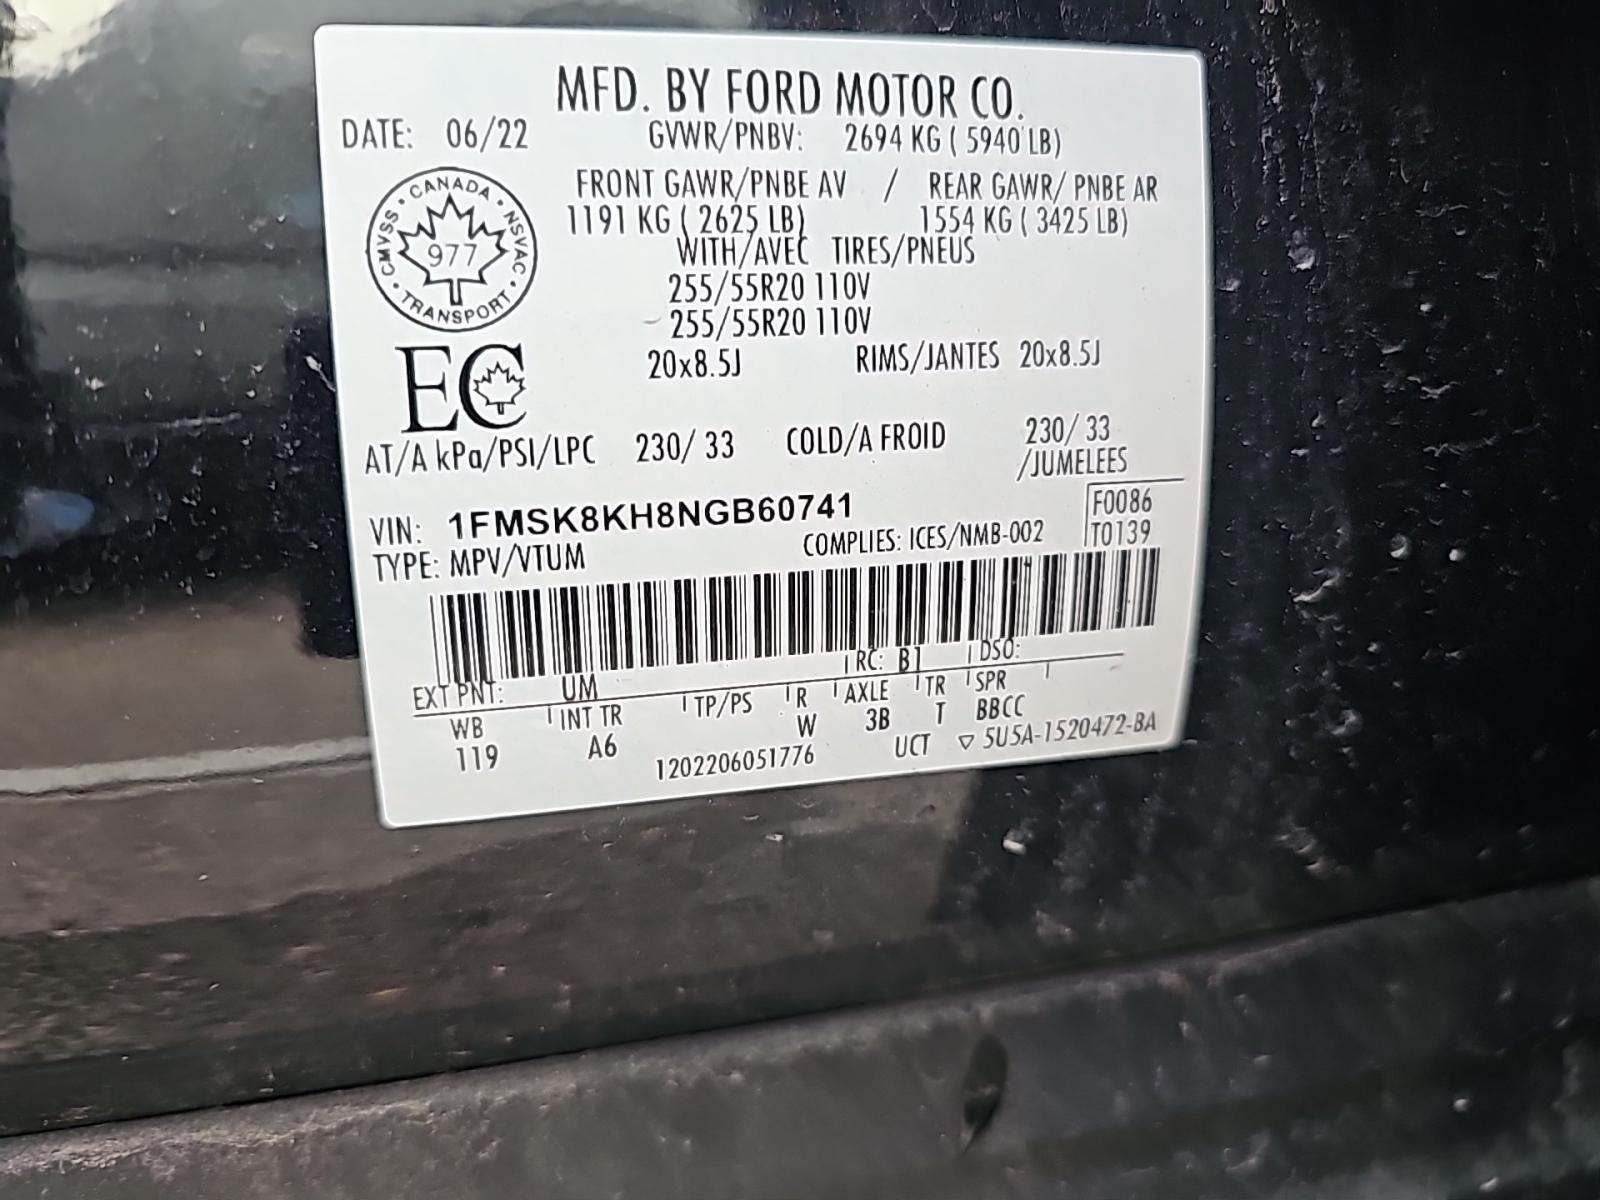 MFD. BY FORD MOTOR CO.
DATE: 06/22 GVWR/PNBV: 2694 KG ( 5940 LB)
FRONT GAWR/PNBE AV / REAR GAWR/ PNBE AR
1191 KG ( 2625 LB) 1554 KG ( 3425 LB)
WITH/AVEC TIRES/PNEUS
255/55R20 110V
255/55R20 110V
20x8.5J RIMS/JANTES 20x8.5J
CANADA
CMVSS 977 NSVAC
TRANSPORT
EC
AT/A kPa/PSI/LPC 230/ 33 COLD/A FROID 230/ 33
/JUMELEES
VIN: 1FMSK8KH8NGB60741 F0086
TYPE: MPV/VTUM COMPLIES: ICES/NMB-002 T0139
EXT PNT: UM RC: B1 DSO:
WB INT TR TP/PS R AXLE TR SPR
119 A6 W 3B T BBCC
1202206051776 UCT ▽ 5U5A-1520472-BA